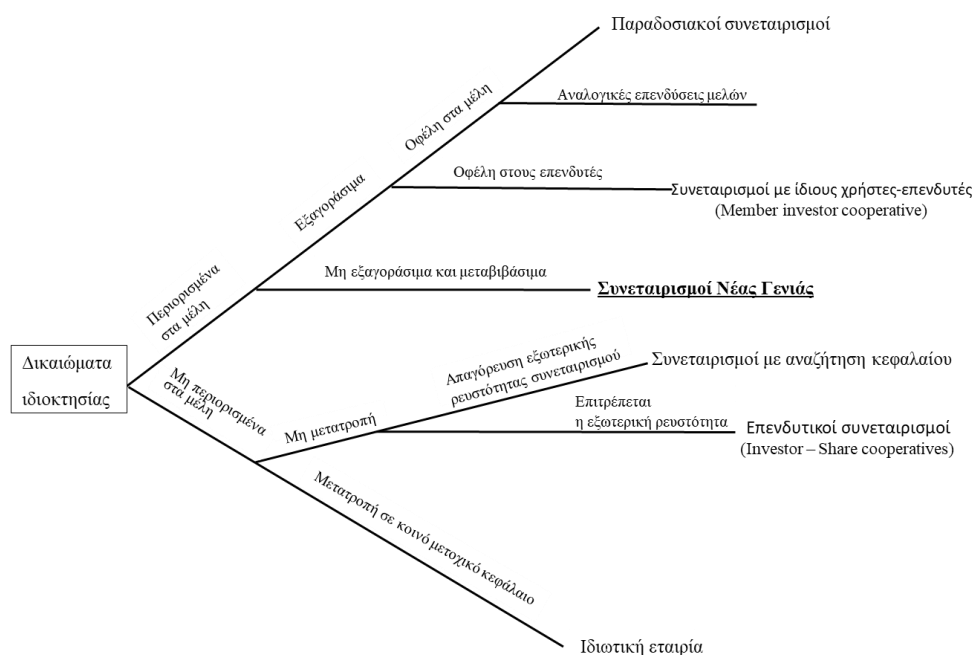 Παραδοσιακοί συνεταιρισμοί
Οφέλη στα μέλη
Αναλογικές επενδύσεις μελών
Εξαγοράσιμα
Οφέλη στους επενδυτές
Συνεταιρισμοί με ίδιους χρήστες-επενδυτές
(Member investor cooperative)
Περιορισμένα
στα μέλη
Μη εξαγοράσιμα και μεταβιβάσιμα
Συνεταιρισμοί Νέας Γενιάς
Δικαιώματα
ιδιοκτησίας
Μη περιορισμένα
στα μέλη
Μη μετατροπή
Απαγόρευση εξωτερικής
ρευστότητας συνεταιρισμού
Συνεταιρισμοί με αναζήτηση κεφαλαίου
Επιτρέπεται
η εξωτερική ρευστότητα
Επενδυτικοί συνεταιρισμοί
(Investor – Share cooperatives)
Μετατροπή σε κοινό μετοχικό κεφάλαιο
Ιδιωτική εταιρία